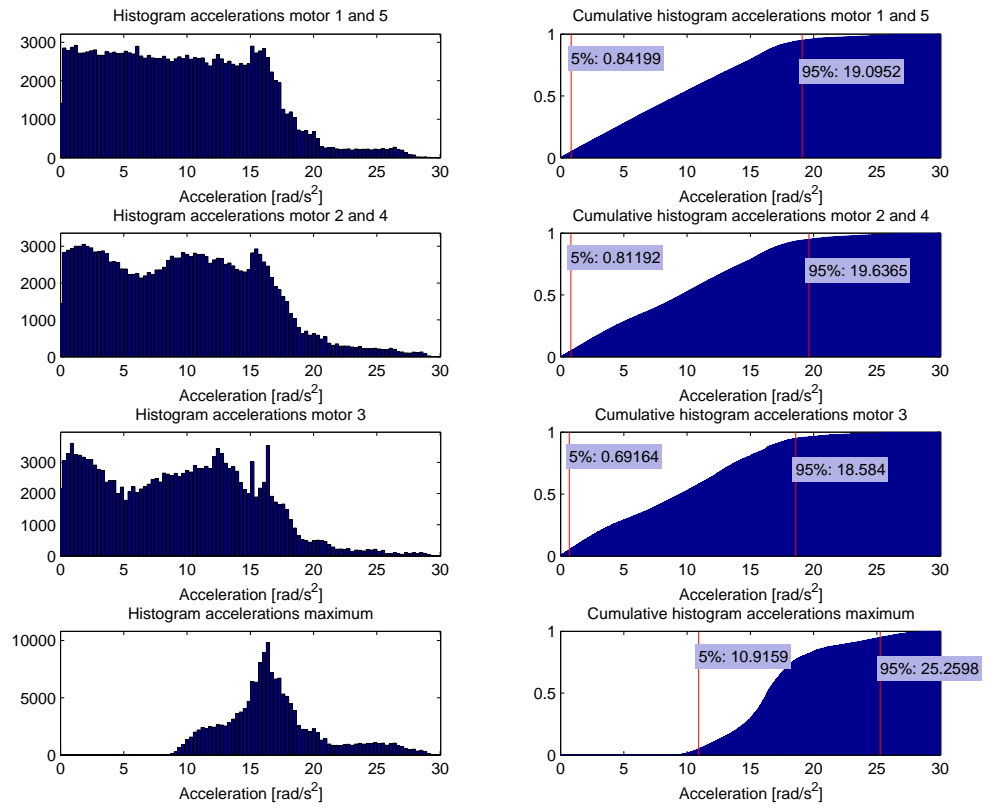 Histogram accelerations motor 1 and 5
3000
2000
1000
0
0 5 10 15 20 25 30
Acceleration [rad/s²]
Cumulative histogram accelerations motor 1 and 5
1
0.5
0
5%: 0.84199
95%: 19.0952
0 5 10 15 20 25 30
Acceleration [rad/s²]
Histogram accelerations motor 2 and 4
3000
2000
1000
0
0 5 10 15 20 25 30
Acceleration [rad/s²]
Cumulative histogram accelerations motor 2 and 4
1
0.5
0
5%: 0.81192
95%: 19.6365
0 5 10 15 20 25 30
Acceleration [rad/s²]
Histogram accelerations motor 3
3000
2000
1000
0
0 5 10 15 20 25 30
Acceleration [rad/s²]
Cumulative histogram accelerations motor 3
1
0.5
0
5%: 0.69164
95%: 18.584
0 5 10 15 20 25 30
Acceleration [rad/s²]
Histogram accelerations maximum
10000
5000
0
0 5 10 15 20 25 30
Acceleration [rad/s²]
Cumulative histogram accelerations maximum
1
0.5
0
5%: 10.9159
95%: 25.2598
0 5 10 15 20 25 30
Acceleration [rad/s²]